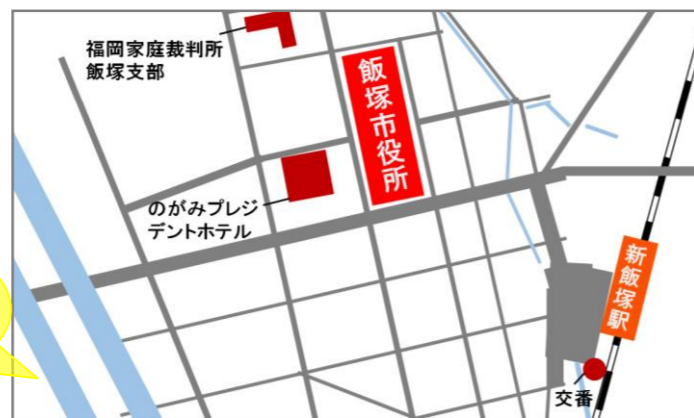 福岡家庭裁判所
飯塚支部
飯塚市役所
のがみプレジ
デントホテル
新飯塚駅
交番